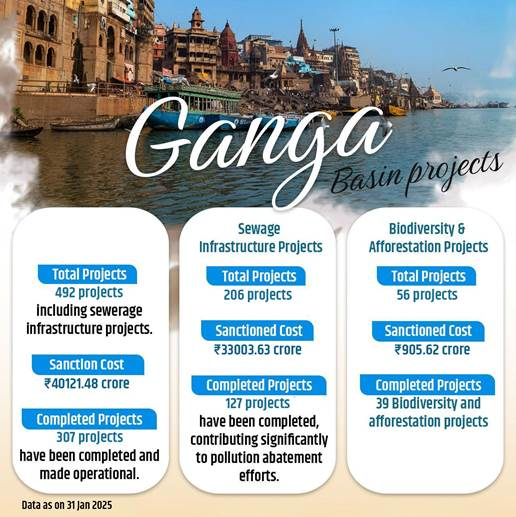 Ganga
Basin projects
Total Projects
492 projects
including sewerage
infrastructure projects.
Sanction Cost
₹40121.48 crore
Completed Projects
307 projects
have been completed and
made operational.
Sewage
Infrastructure Projects
Total Projects
206 projects
Sanctioned Cost
₹33003.63 crore
Completed Projects
127 projects
have been completed,
contributing significantly
to pollution abatement
efforts.
Biodiversity &
Afforestation Projects
Total Projects
56 projects
Sanctioned Cost
₹905.62 crore
Completed Projects
39 Biodiversity and
afforestation projects
Data as on 31 Jan 2025